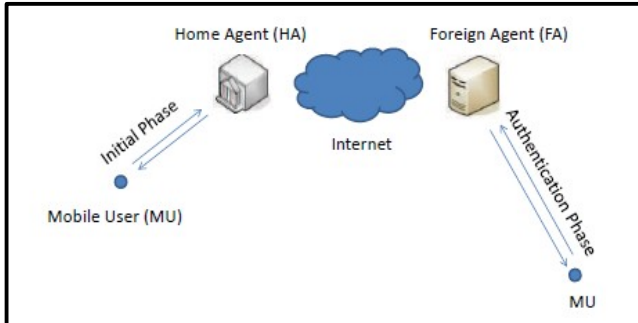 Home Agent (HA)
Foreign Agent (FA)
Initial Phase
Internet
Authentication Phase
Mobile User (MU)
MU